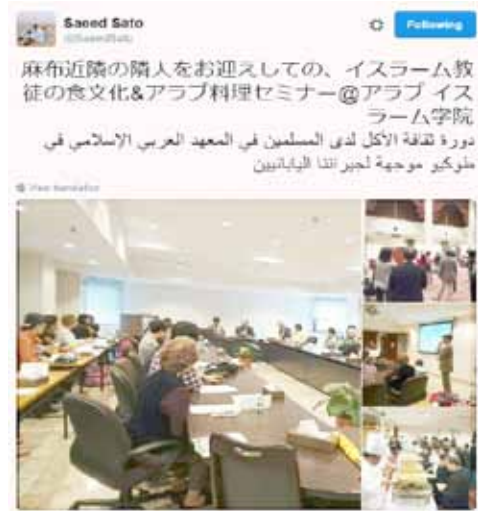 Saeed Sato
@SaeedSato
Following
麻布近隣の隣人をお迎えしての、イスラーム教
徒の食文化&アラブ料理セミナー@アラブ イス
ラーム学院
دورة ثقافة الأكل لدى المسلمين في المعهد العربي الإسلامي في
طوكيو موجهة لجيراننا اليابانيين
View translation